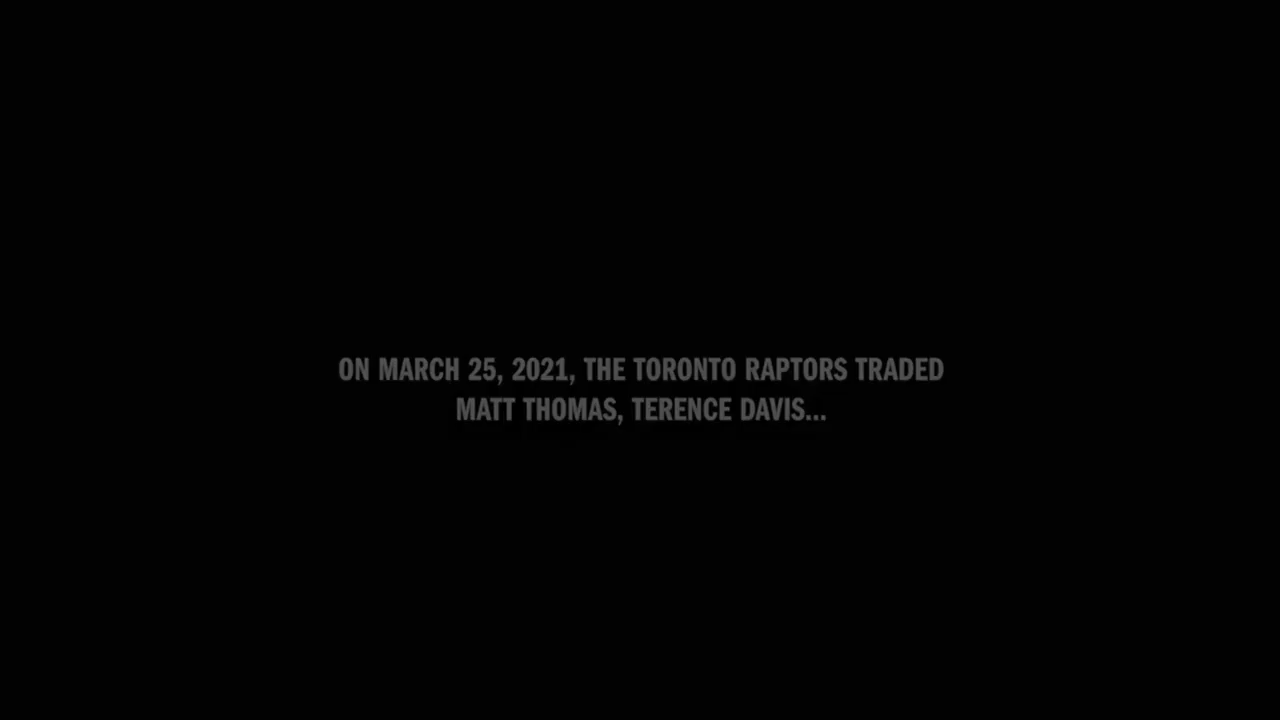 ON MARCH 25, 2021, THE TORONTO RAPTORS TRADED
MATT THOMAS, TERENCE DAVIS...